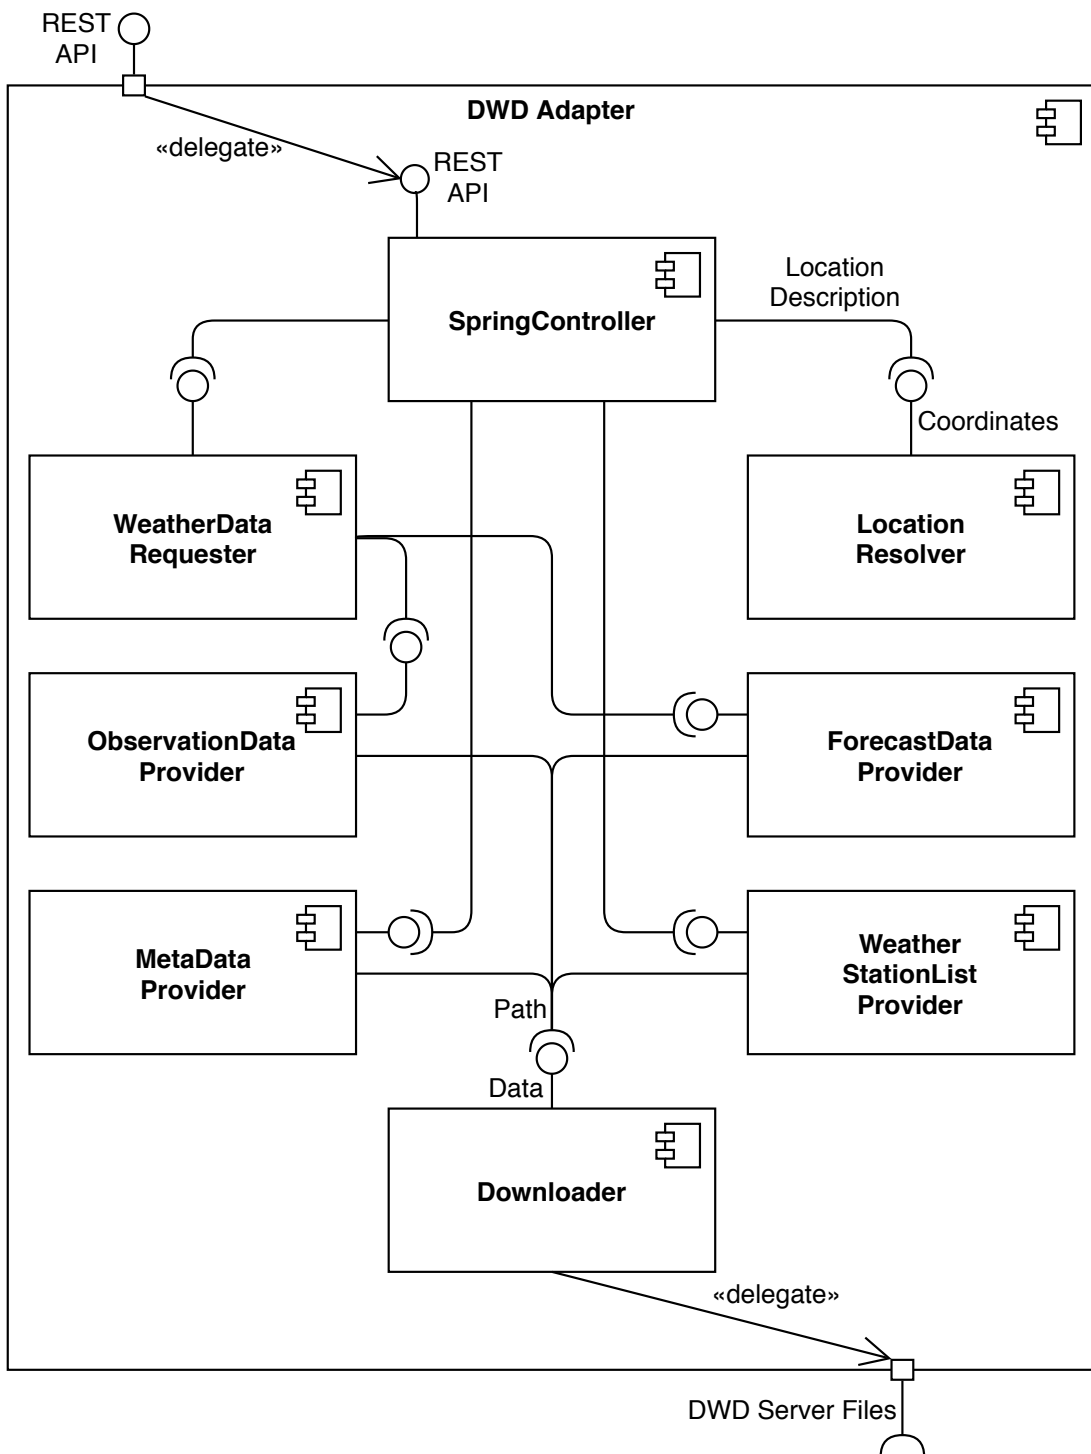 REST
API
DWD Adapter
«delegate»
REST
API
SpringController
Location
Description
Coordinates
WeatherData
Requester
Location
Resolver
ObservationData
Provider
ForecastData
Provider
MetaData
Provider
Weather
StationList
Provider
Path
Data
Downloader
«delegate»
DWD Server Files